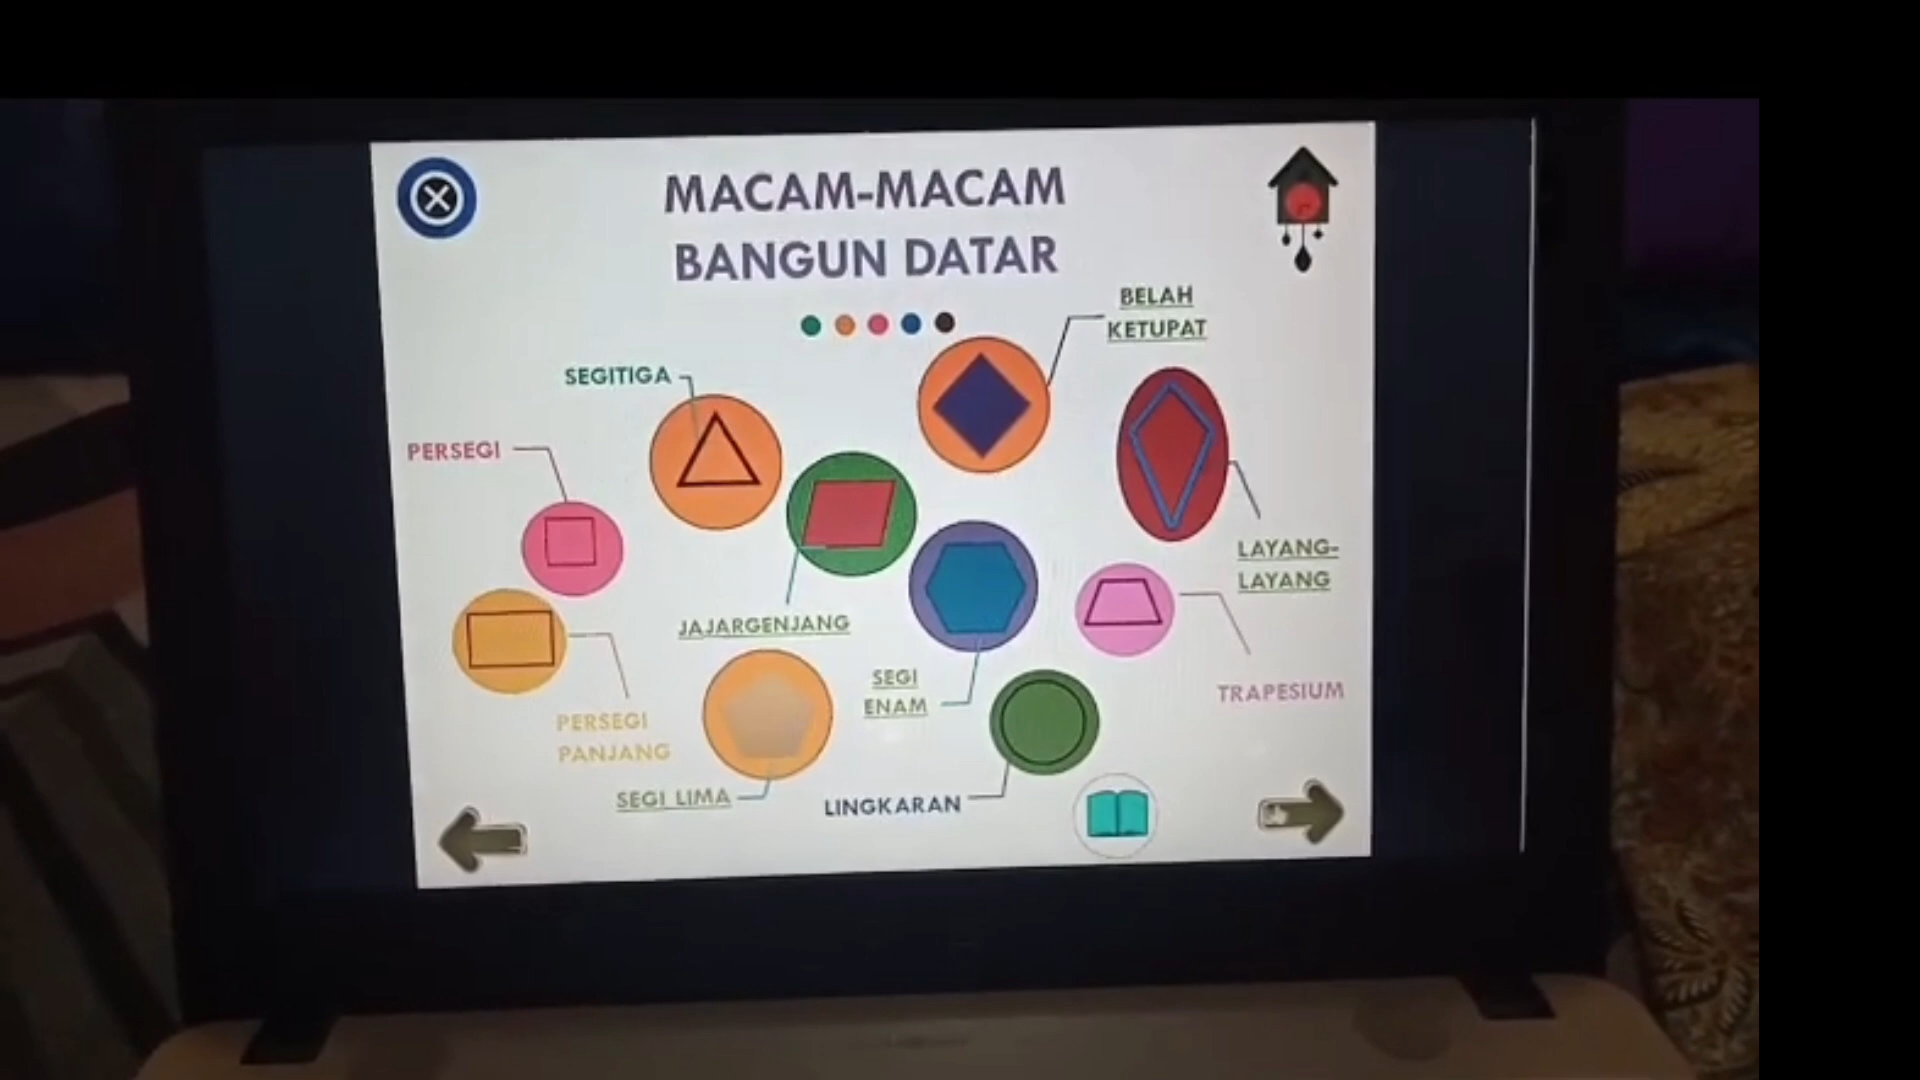 MACAM-MACAM
BANGUN DATAR
BELAH
KETUPAT
SEGITIGA
PERSEGI
LAYANG-
LAYANG
JAJARGENJANG
SEGI
ENAM
TRAPESIUM
PERSEGI
PANJANG
SEGI LIMA
LINGKARAN